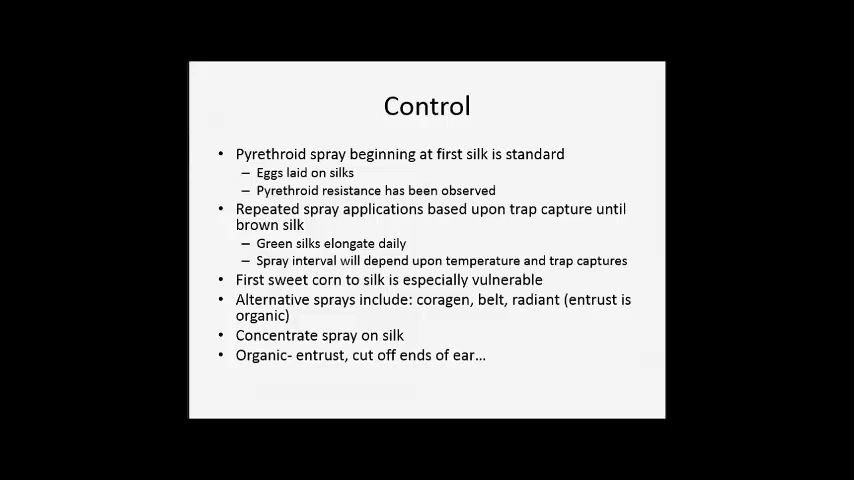 Control
• Pyrethroid spray beginning at first silk is standard
– Eggs laid on silks
– Pyrethroid resistance has been observed
• Repeated spray applications based upon trap capture until
brown silk
– Green silks elongate daily
– Spray interval will depend upon temperature and trap captures
• First sweet corn to silk is especially vulnerable
• Alternative sprays include: coragen, belt, radiant (entrust is
organic)
• Concentrate spray on silk
• Organic- entrust, cut off ends of ear...